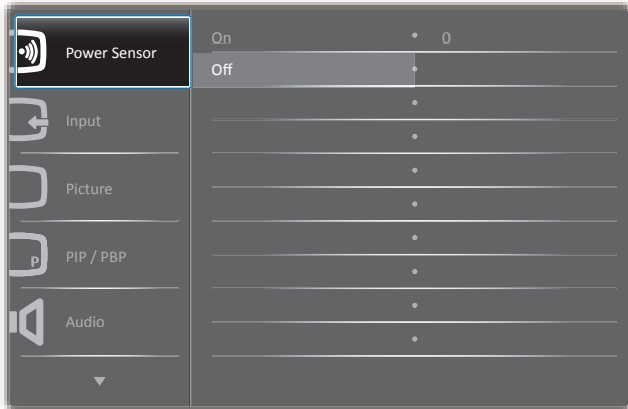 Power Sensor
On 0
Off
Input
Picture
P
PIP / PBP
Audio